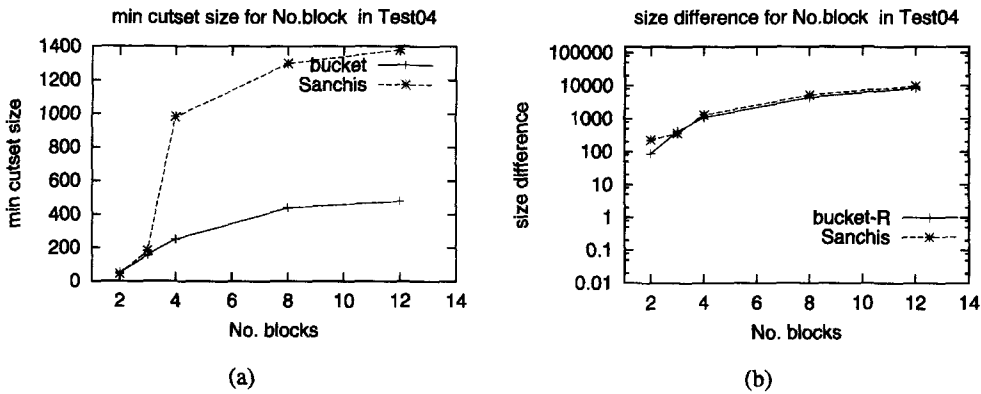 min cutset size for No.block in Test04
1400
1200
1000
800
600
400
200
0
min cutset size
bucket
Sanchis
2 4 6 8 10 12 14
No. blocks
(a)
size difference for No.block in Test04
100000
10000
1000
100
10
1
0.1
0.01
size difference
bucket-R
Sanchis
2 4 6 8 10 12 14
No. blocks
(b)